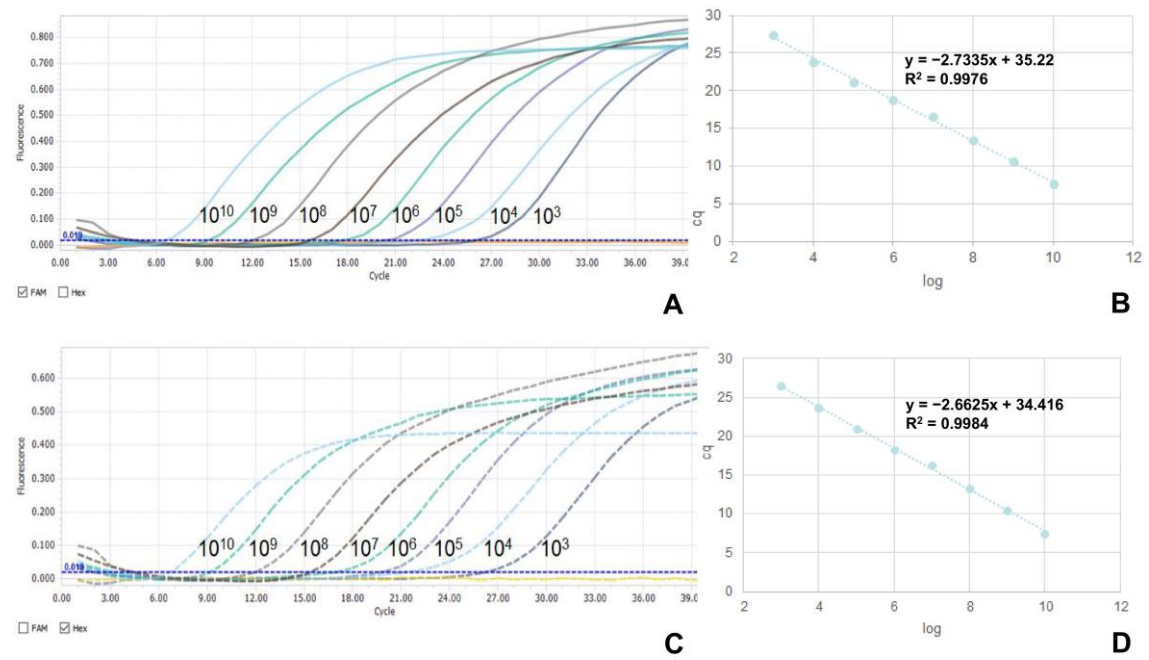 0.800
0.700
0.600
0.500
0.400
0.300
0.200
0.100
0.019
0.000
Fluorescence
10¹⁰ 10⁹ 10⁸ 10⁷ 10⁶ 10⁵ 10⁴ 10³
0.00 3.00 6.00 9.00 12.00 15.00 18.00 21.00 24.00 27.00 30.00 33.00 36.00 39.0
Cycle
FAM Hex
A
30
25
20
15
10
5
0
cq
y = −2.7335x + 35.22
R² = 0.9976
2 4 6 8 10 12
log
B
0.600
0.500
0.400
0.300
0.200
0.100
0.019
0.000
Fluorescence
10¹⁰ 10⁹ 10⁸ 10⁷ 10⁶ 10⁵ 10⁴ 10³
0.00 3.00 6.00 9.00 12.00 15.00 18.00 21.00 24.00 27.00 30.00 33.00 36.00 39.0
Cycle
FAM Hex
C
30
25
20
15
10
5
0
cq
y = −2.6625x + 34.416
R² = 0.9984
2 4 6 8 10 12
log
D